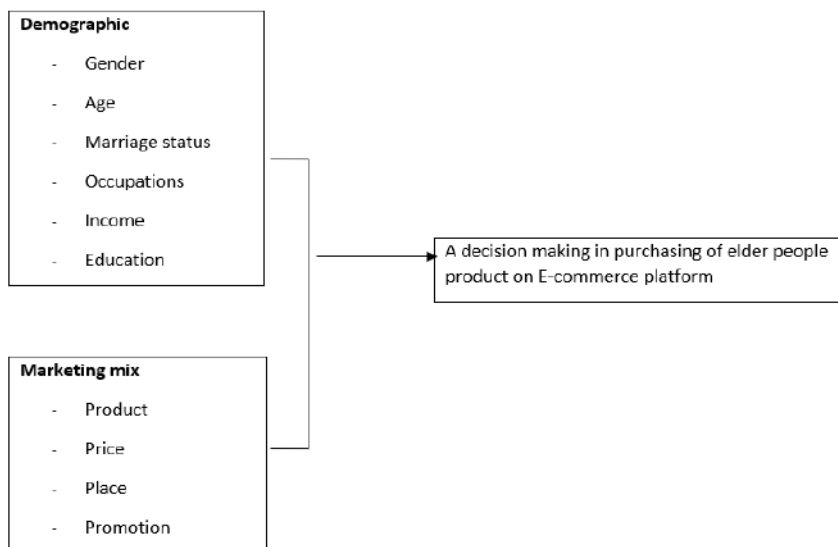 Demographic
- Gender
- Age
- Marriage status
- Occupations
- Income
- Education
A decision making in purchasing of elder people
product on E-commerce platform
Marketing mix
- Product
- Price
- Place
- Promotion